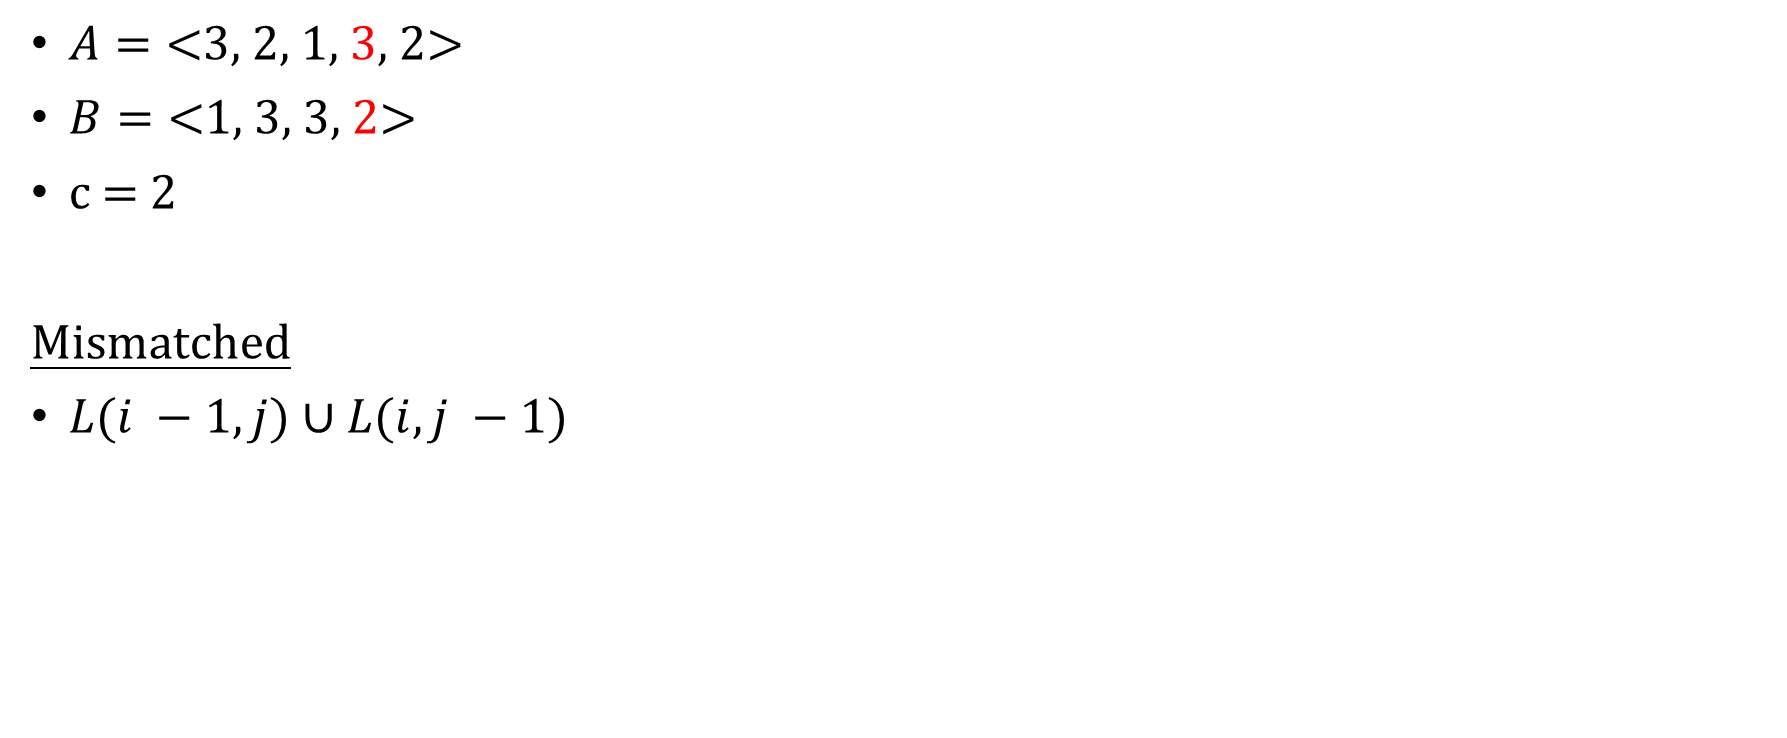 • A = <3, 2, 1, 3, 2>
• B = <1, 3, 3, 2>
• c = 2
Mismatched
• L(i − 1, j) ∪ L(i, j − 1)